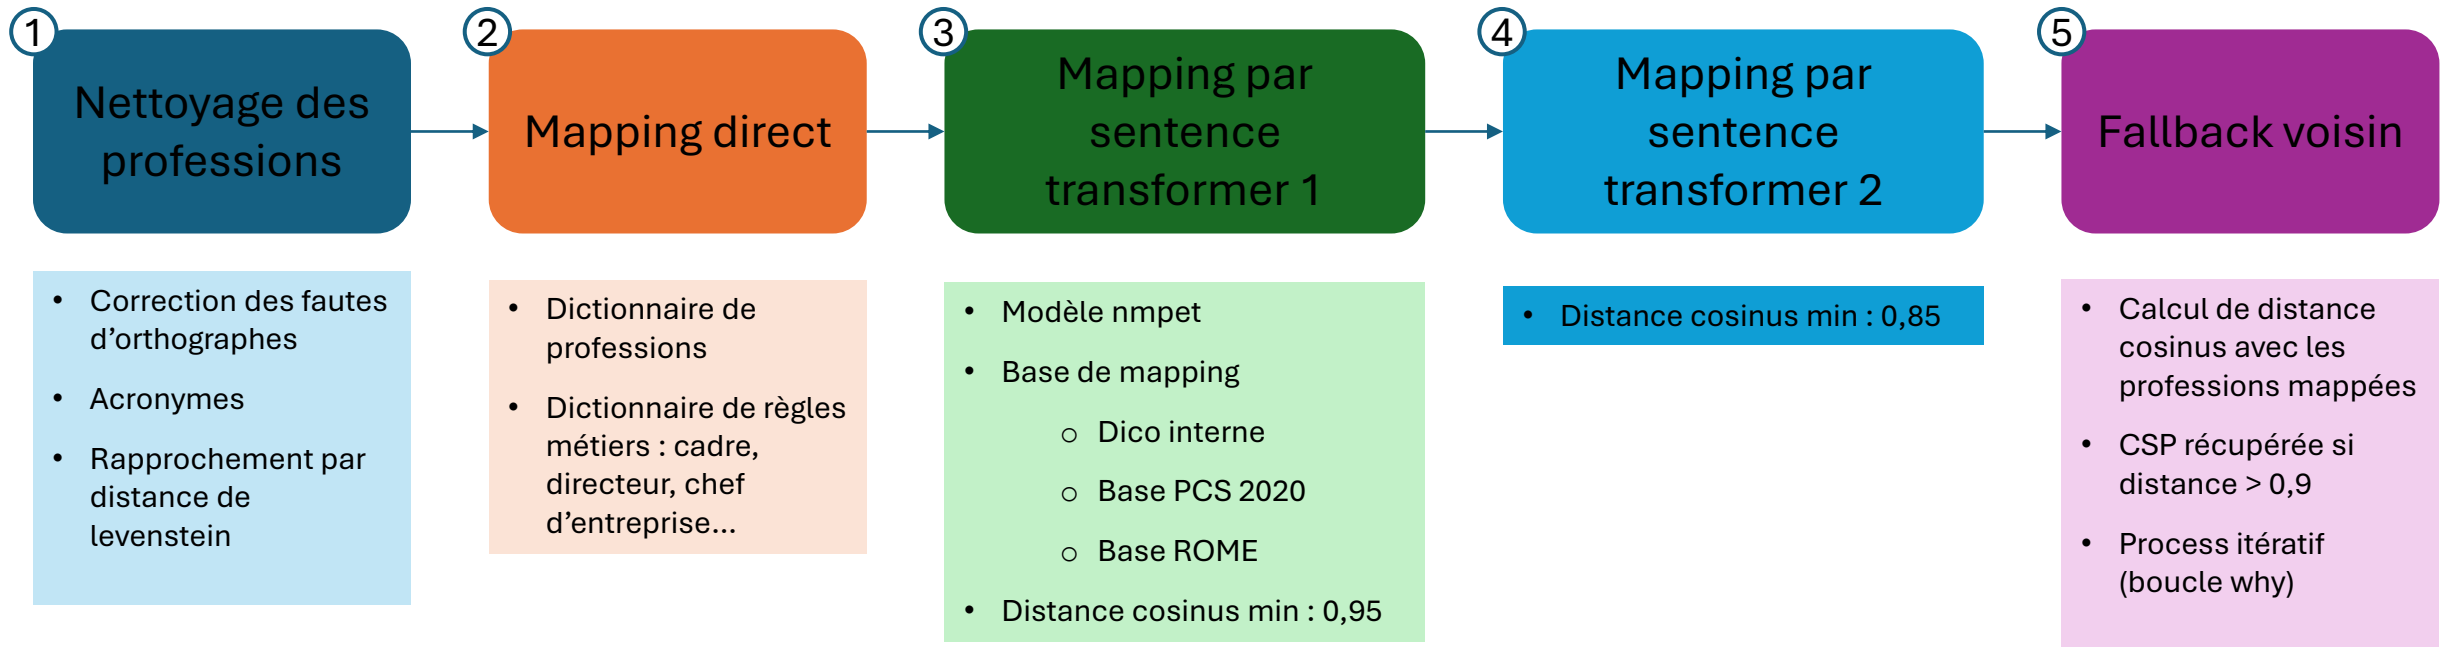 1
Nettoyage des
professions
• Correction des fautes
d’orthographes
• Acronymes
• Rapprochement par
distance de
levenstein
2
Mapping direct
• Dictionnaire de
professions
• Dictionnaire de règles
métiers : cadre,
directeur, chef
d’entreprise...
3
Mapping par
sentence
transformer 1
• Modèle nmpet
• Base de mapping
o Dico interne
o Base PCS 2020
o Base ROME
• Distance cosinus min : 0,95
4
Mapping par
sentence
transformer 2
• Distance cosinus min : 0,85
5
Fallback voisin
• Calcul de distance
cosinus avec les
professions mappées
• CSP récupérée si
distance > 0,9
• Process itératif
(boucle why)